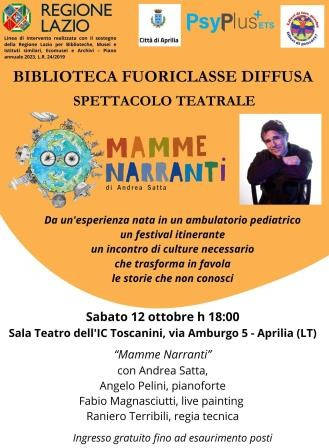 REGIONE
LAZIO
Linea di intervento realizzata con il sostegno
della Regione Lazio per Biblioteche, Musei e
Istituti similari, Ecomusei e Archivi – Piano
annuale 2023, L.R. 24/2019
Città di Aprilia
PsyPlus+
ETS
BIBLIOTECA FUORICLASSE DIFFUSA
SPETTACOLO TEATRALE
MAMME
NARRANTI
di Andrea Satta
Da un'esperienza nata in un ambulatorio pediatrico
un festival itinerante
un incontro di culture necessario
che trasforma in favola
le storie che non conosci
Sabato 12 ottobre h 18:00
Sala Teatro dell'IC Toscanini, via Amburgo 5 - Aprilia (LT)
“Mamme Narranti”
con Andrea Satta,
Angelo Pelini, pianoforte
Fabio Magnasciutti, live painting
Raniero Terribili, regia tecnica
Ingresso gratuito fino ad esaurimento posti